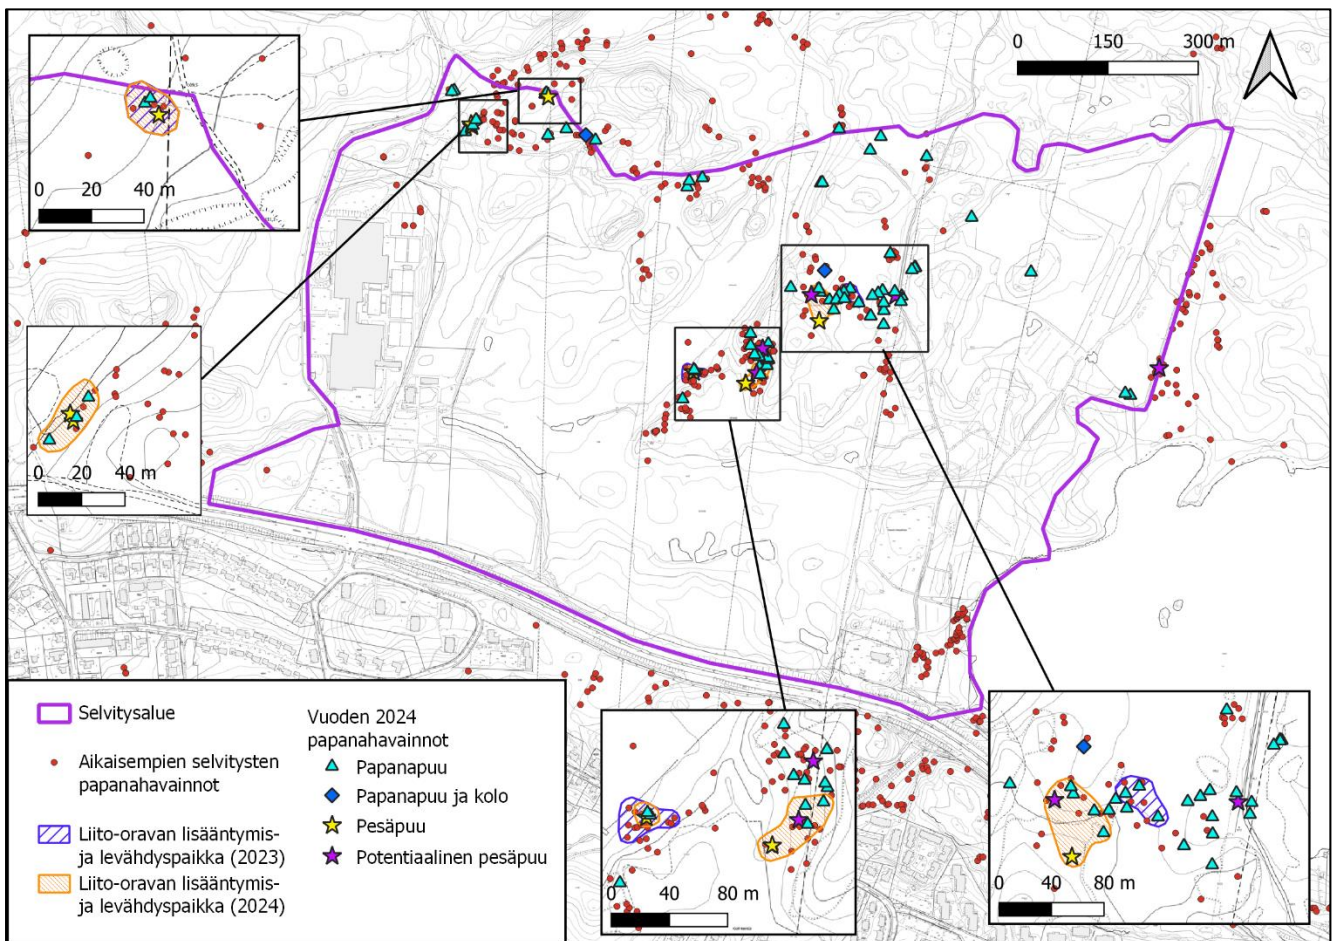 0 150 300 m
0 20 40 m
0 20 40 m
Selvitysalue
Aikaisempien selvitysten
papanahavainnot
Liito-oravan lisääntymis-
ja levähdyspaikka (2023)
Liito-oravan lisääntymis-
ja levähdyspaikka (2024)
Vuoden 2024
papanahavainnot
Papanapuu
Papanapuu ja kolo
Pesäpuu
Potentiaalinen pesäpuu
0 40 80 m
0 40 80 m